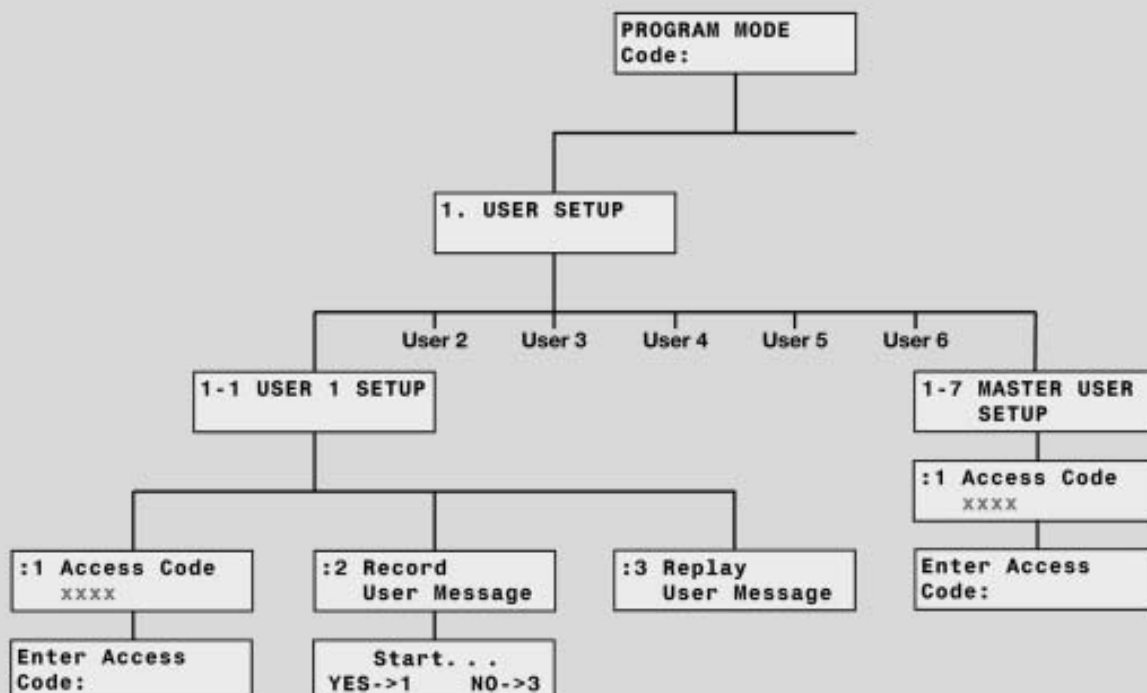 PROGRAM MODE
Code:
1. USER SETUP
User 2
User 3
User 4
User 5
User 6
1-1 USER 1 SETUP
1-7 MASTER USER
SETUP
:1 Access Code
xxxx
Enter Access
Code:
:1 Access Code
xxxx
:2 Record
User Message
:3 Replay
User Message
Enter Access
Code:
Start...
YES->1 NO->3